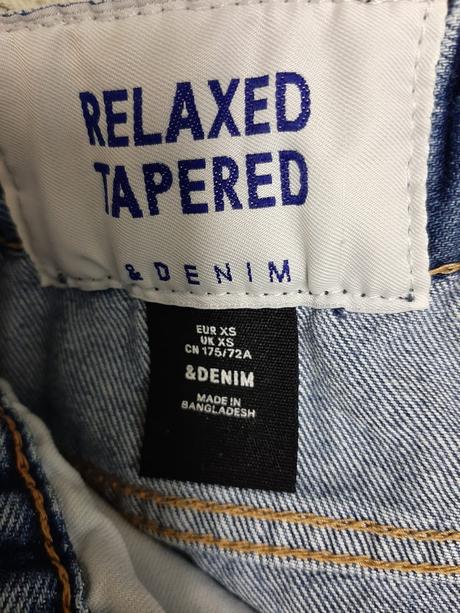 RELAXED
TAPERED
& DENIM
EUR XS
UK XS
CN 175/72A
&DENIM
MADE IN
BANGLADESH